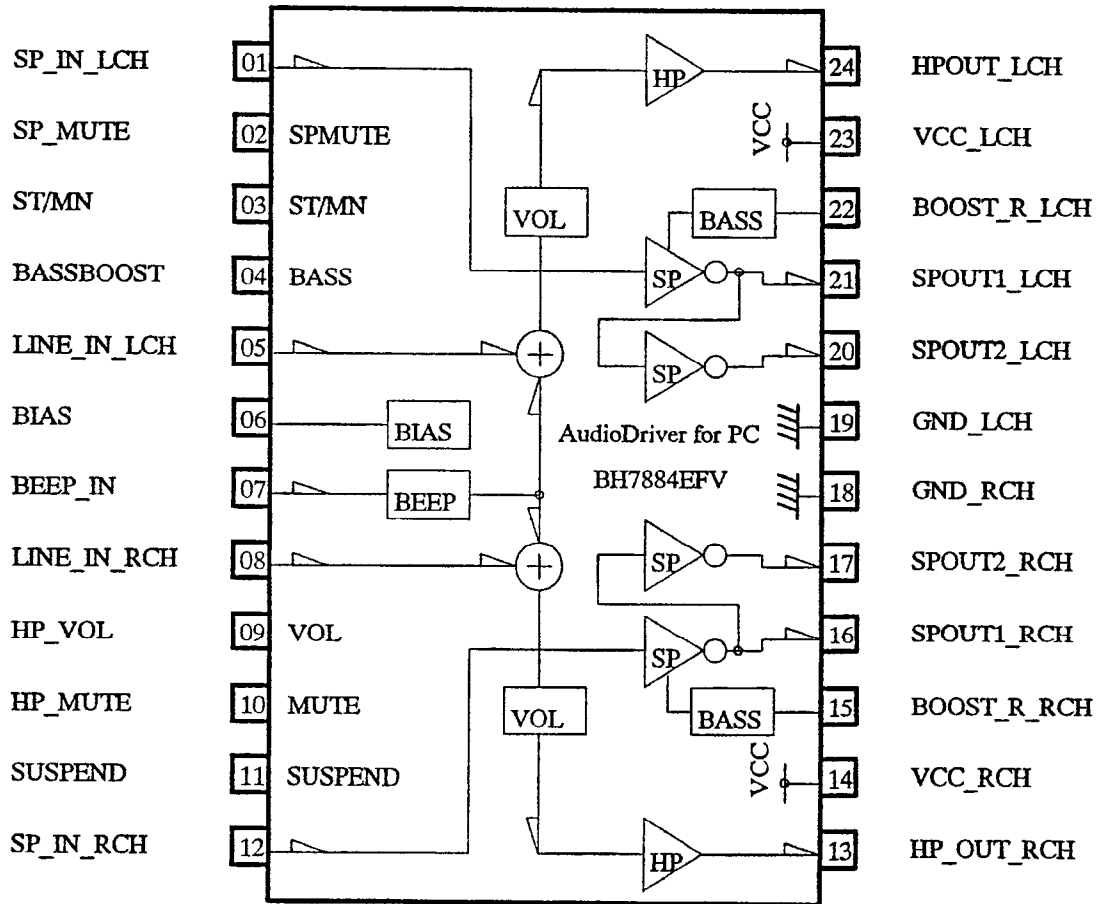 SP_IN_LCH 01 HP 24 HPOUT_LCH
SP_MUTE 02 SPMUTE VCC 23 VCC_LCH
ST/MN 03 ST/MN VOL BASS 22 BOOST_R_LCH
BASSBOOST 04 BASS SP 21 SPOUT1_LCH
LINE_IN_LCH 05 + SP 20 SPOUT2_LCH
BIAS 06 BIAS AudioDriver for PC 19 GND_LCH
BEEP_IN 07 BEEP BH7884EFV 18 GND_RCH
LINE_IN_RCH 08 + SP 17 SPOUT2_RCH
HP_VOL 09 VOL SP 16 SPOUT1_RCH
HP_MUTE 10 MUTE VOL BASS 15 BOOST_R_RCH
SUSPEND 11 SUSPEND VCC 14 VCC_RCH
SP_IN_RCH 12 HP 13 HP_OUT_RCH